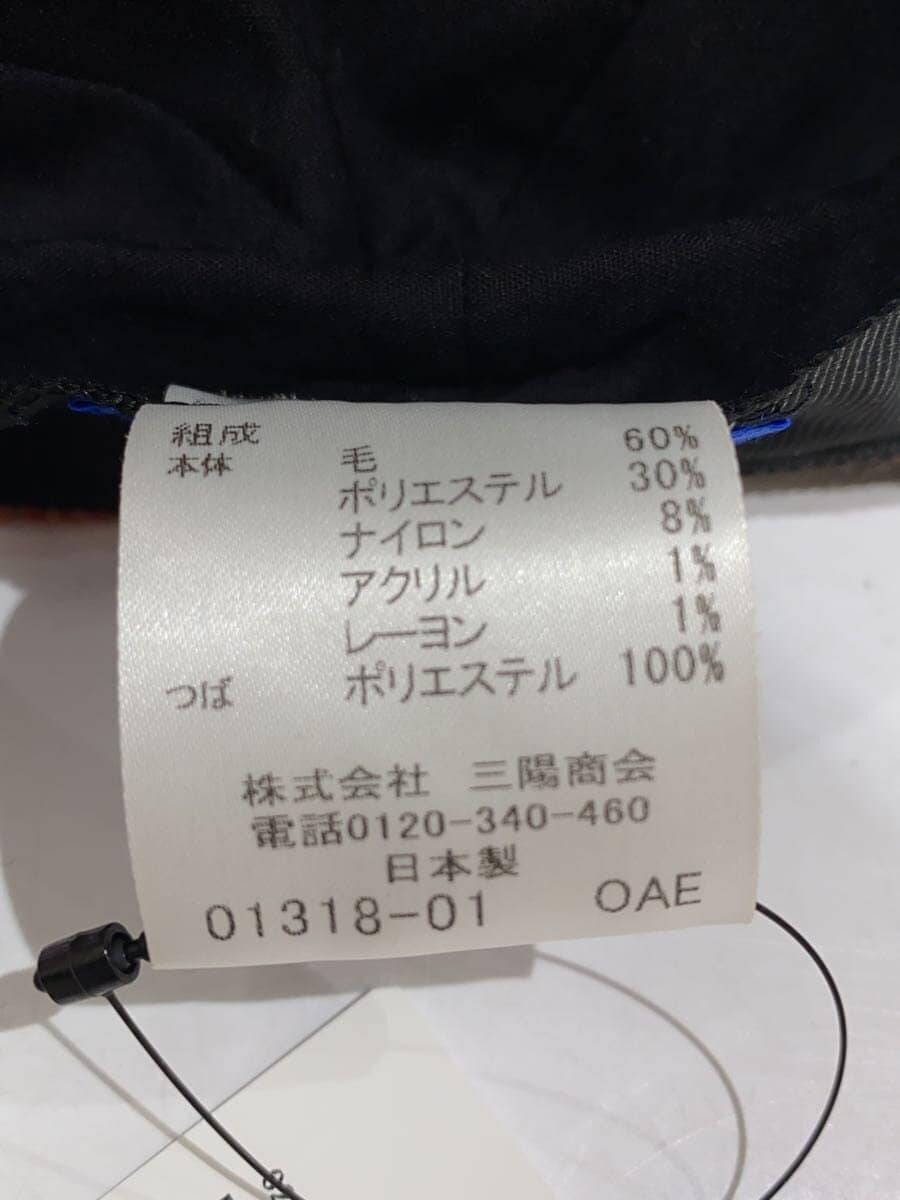 組成
本体 毛 60%
ポリエステル 30%
ナイロン 8%
アクリル 1%
レーヨン 1%
つば ポリエステル 100%
株式会社 三陽商会
電話0120-340-460
日本製
01318-01 OAE